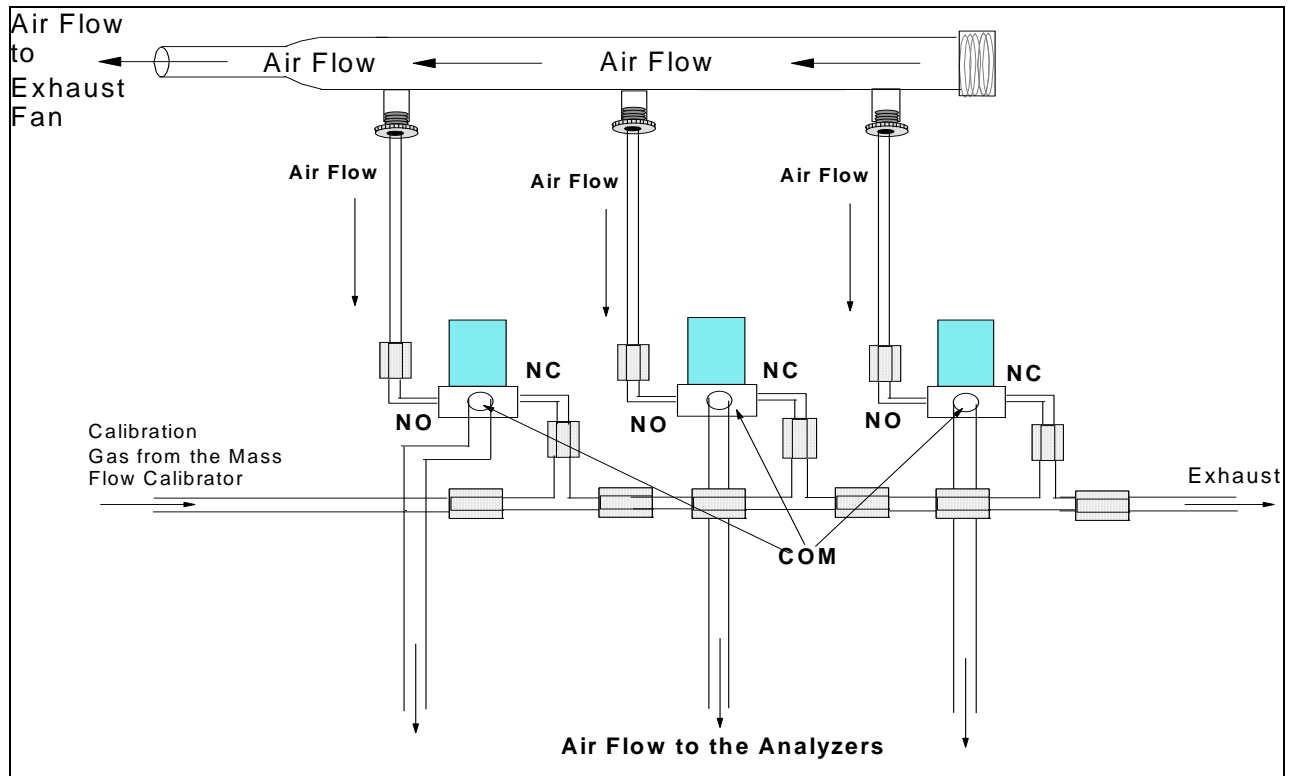 Air Flow
to
Exhaust
Fan
Air Flow
Air Flow
Air Flow
Air Flow
Air Flow
NC
NC
NC
NO
NO
NO
Calibration
Gas from the Mass
Flow Calibrator
Exhaust
COM
Air Flow to the Analyzers